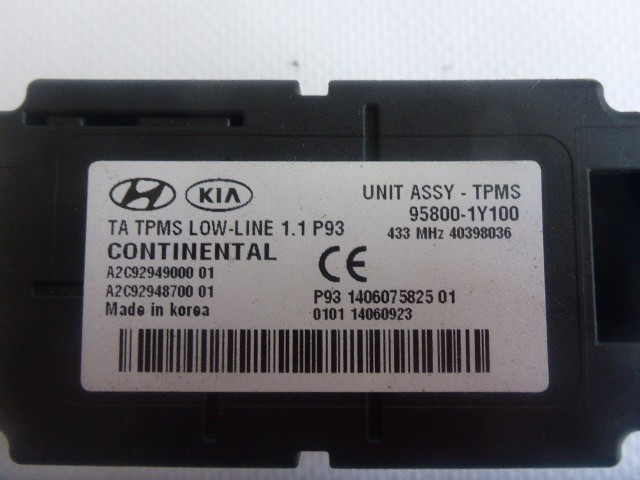 KIA
UNIT ASSY - TPMS
TA TPMS LOW-LINE 1.1 P93
95800-1Y100
433 MHz 40398036
CONTINENTAL
A2C92949000 01
A2C92948700 01
Made in korea
CE
P93 1406075825 01
0101 14060923